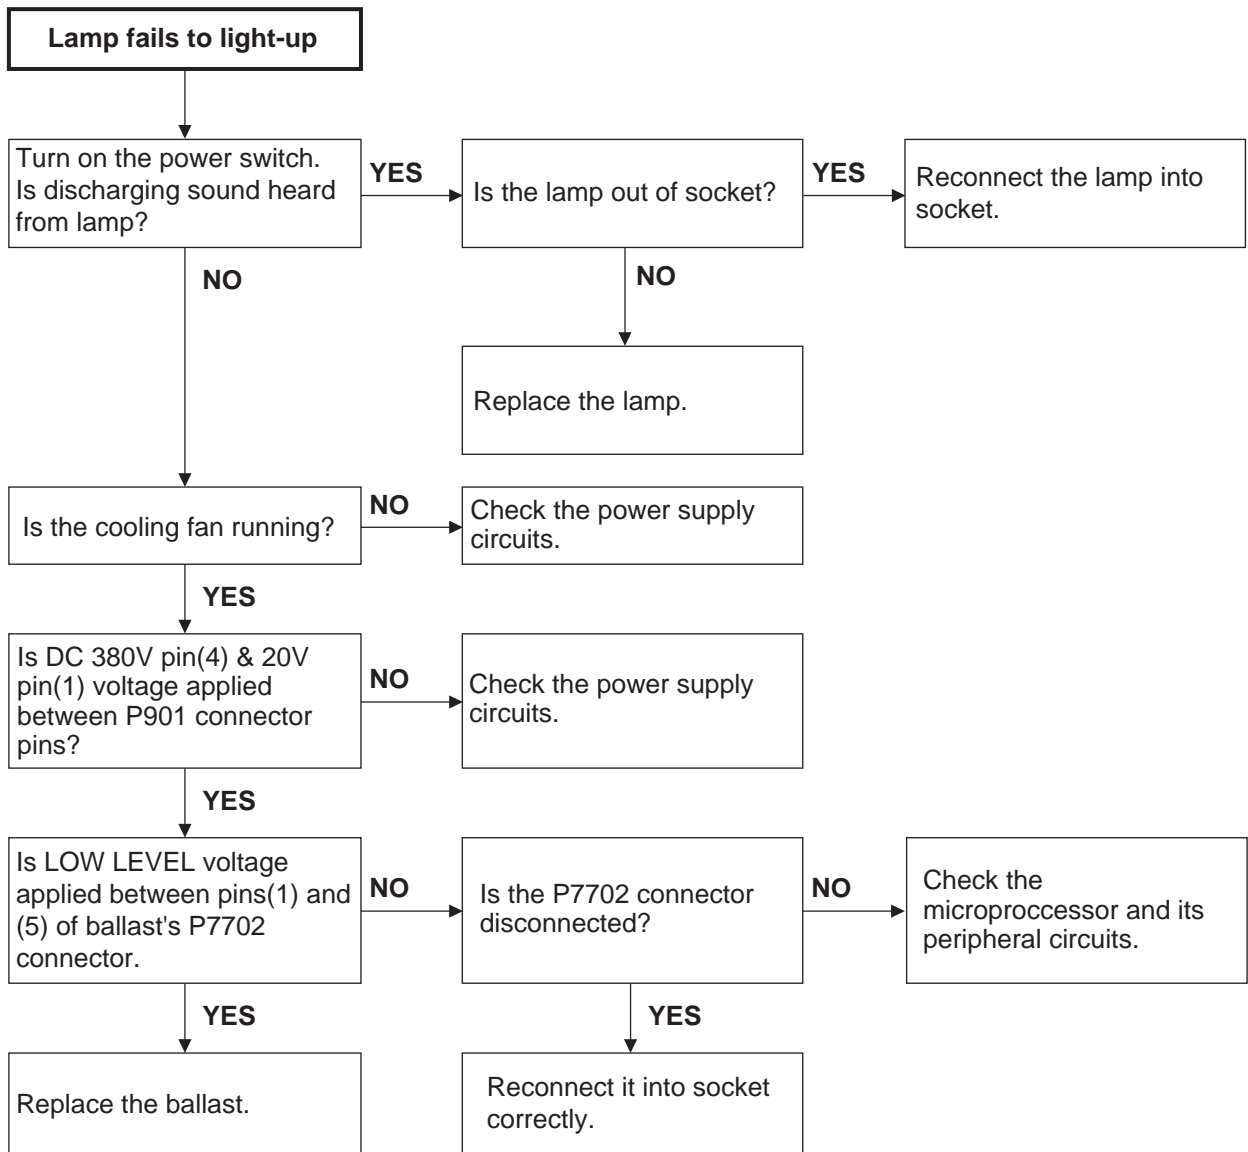 Lamp fails to light-up
Turn on the power switch.
Is discharging sound heard
from lamp?
YES
Is the lamp out of socket?
YES
Reconnect the lamp into
socket.
NO
NO
Replace the lamp.
Is the cooling fan running?
NO
Check the power supply
circuits.
YES
Is DC 380V pin(4) & 20V
pin(1) voltage applied
between P901 connector
pins?
NO
Check the power supply
circuits.
YES
Is LOW LEVEL voltage
applied between pins(1) and
(5) of ballast's P7702
connector.
NO
Is the P7702 connector
disconnected?
NO
Check the
microproccessor and its
peripheral circuits.
YES
YES
Replace the ballast.
Reconnect it into socket
correctly.